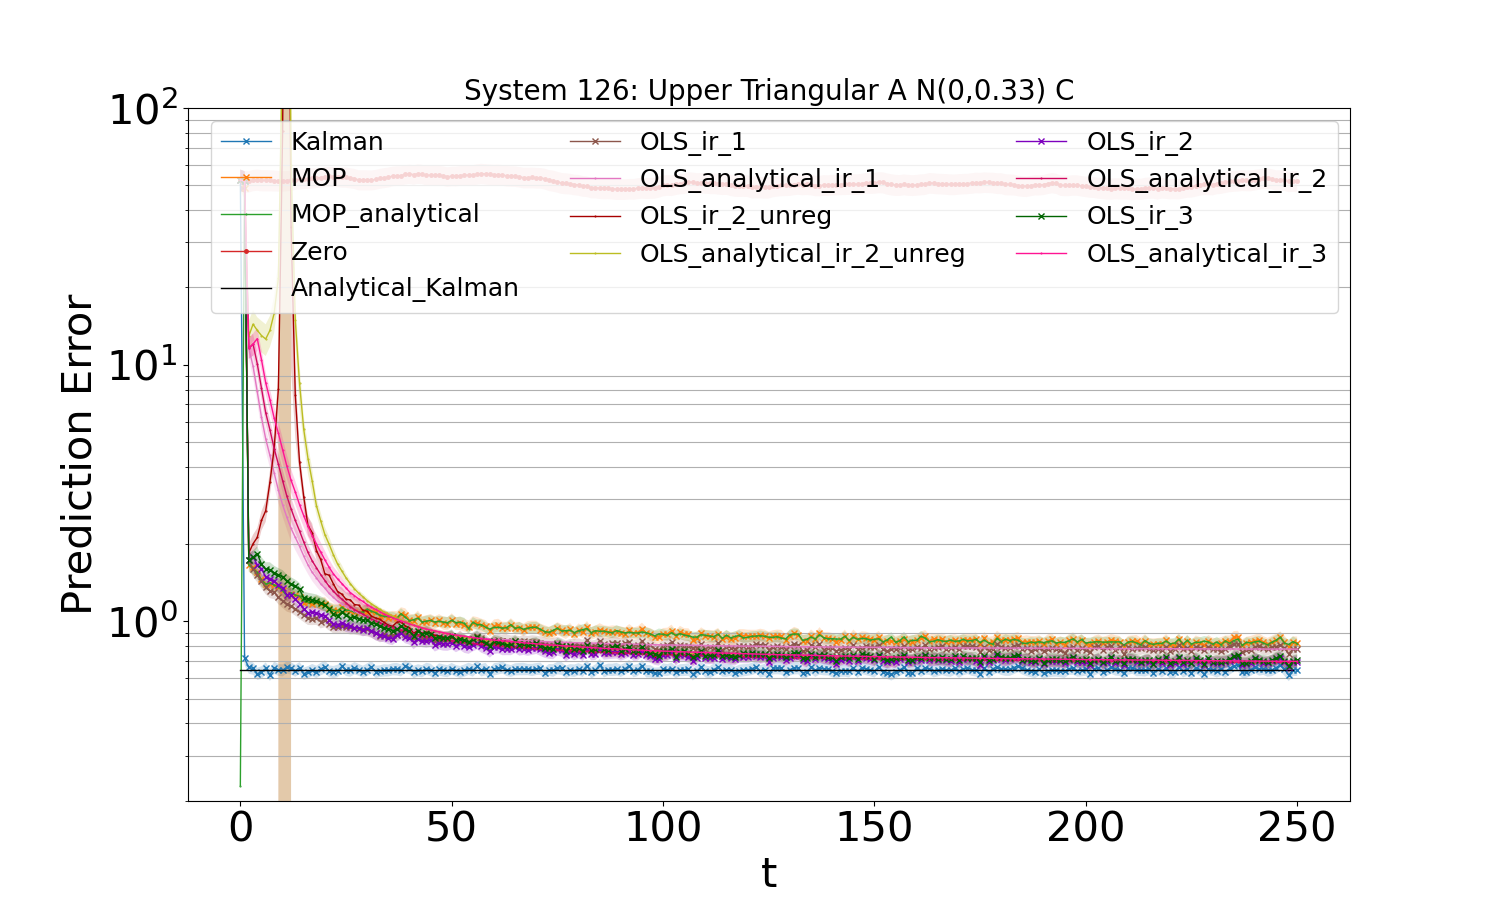 System 126: Upper Triangular A N(0,0.33) C
Prediction Error
10²
10¹
10⁰
Kalman
MOP
MOP_analytical
Zero
Analytical_Kalman
OLS_ir_1
OLS_analytical_ir_1
OLS_ir_2_unreg
OLS_analytical_ir_2_unreg
OLS_ir_2
OLS_analytical_ir_2
OLS_ir_3
OLS_analytical_ir_3
0 50 100 150 200 250
t